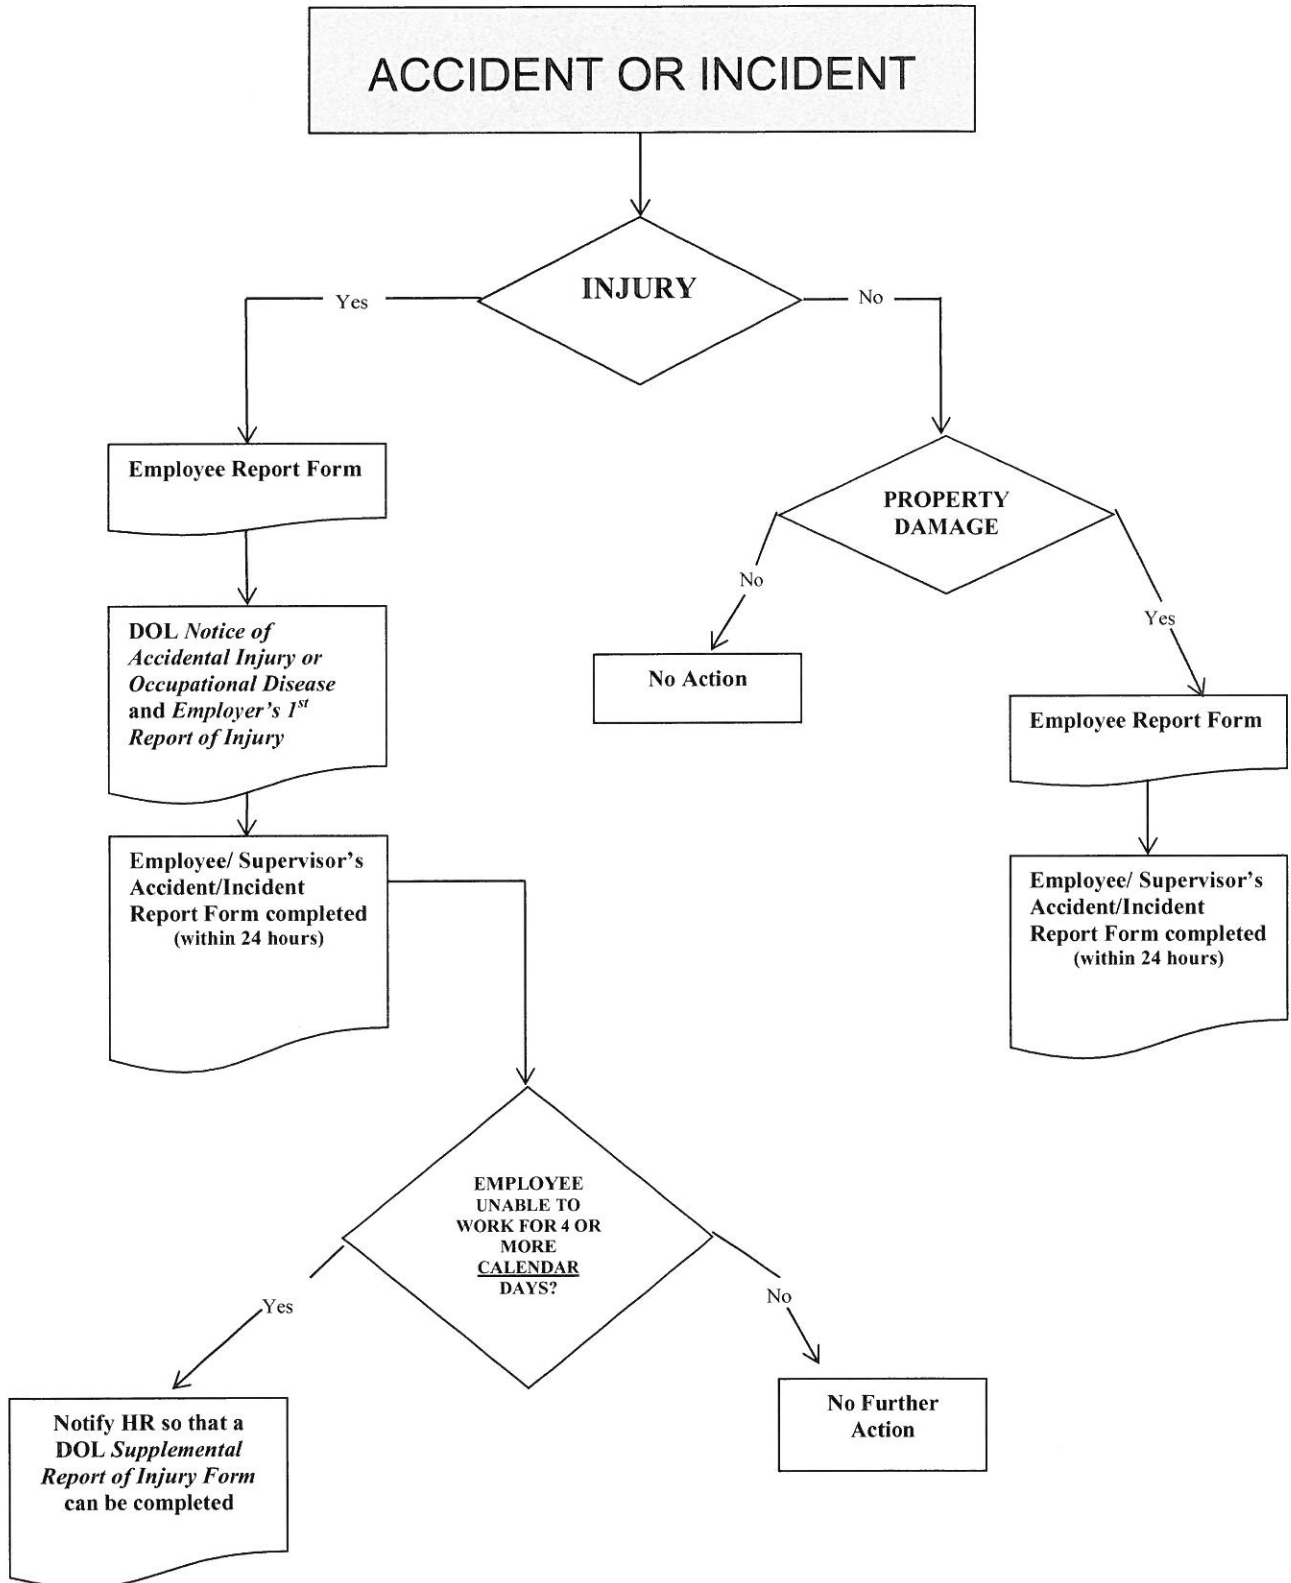 ACCIDENT OR INCIDENT
INJURY
Yes
No
Employee Report Form
PROPERTY
DAMAGE
No
Yes
DOL Notice of
Accidental Injury or
Occupational Disease
and Employer's 1st
Report of Injury
No Action
Employee Report Form
Employee/ Supervisor's
Accident/Incident
Report Form completed
(within 24 hours)
Employee/ Supervisor's
Accident/Incident
Report Form completed
(within 24 hours)
EMPLOYEE
UNABLE TO
WORK FOR 4 OR
MORE
CALENDAR
DAYS?
Yes
No
Notify HR so that a
DOL Supplemental
Report of Injury Form
can be completed
No Further
Action